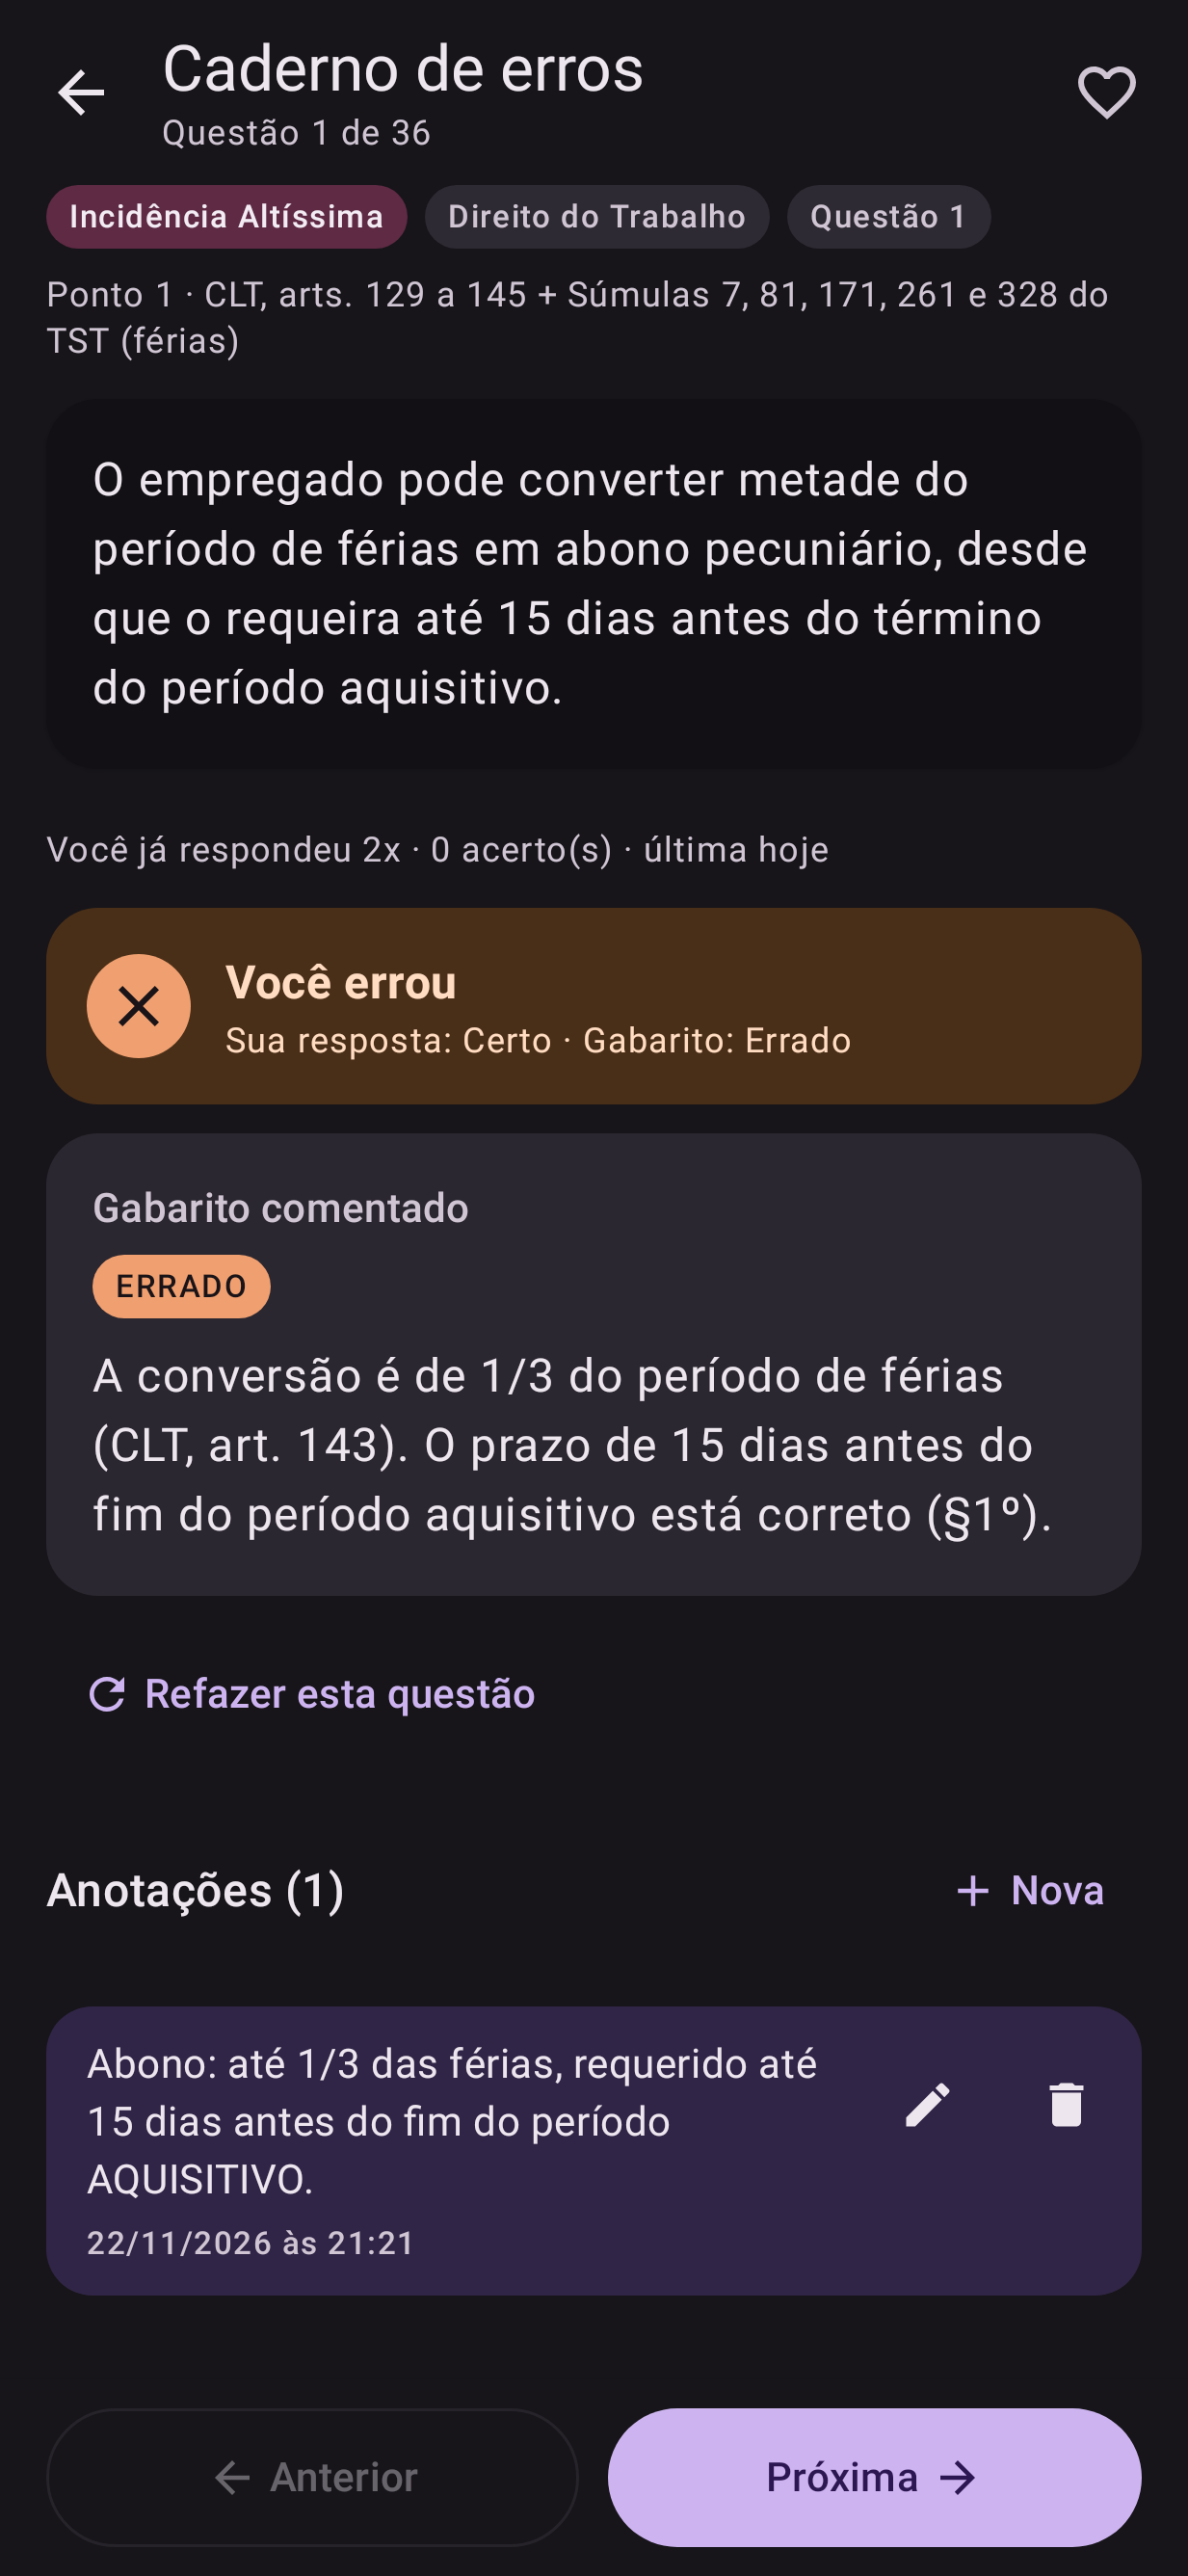 Caderno de erros
Questão 1 de 36
Incidência Altíssima
Direito do Trabalho
Questão 1
Ponto 1 · CLT, arts. 129 a 145 + Súmulas 7, 81, 171, 261 e 328 do
TST (férias)
O empregado pode converter metade do
período de férias em abono pecuniário, desde
que o requeira até 15 dias antes do término
do período aquisitivo.
Você já respondeu 2x · 0 acerto(s) · última hoje
Você errou
Sua resposta: Certo · Gabarito: Errado
Gabarito comentado
ERRADO
A conversão é de 1/3 do período de férias
(CLT, art. 143). O prazo de 15 dias antes do
fim do período aquisitivo está correto (§1º).
Refazer esta questão
Anotações (1)
+ Nova
Abono: até 1/3 das férias, requerido até
15 dias antes do fim do período
AQUISITIVO.
22/11/2026 às 21:21
← Anterior
Próxima →